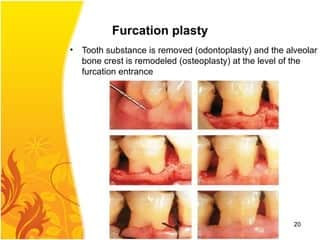 Furcation plasty
• Tooth substance is removed (odontoplasty) and the alveolar
bone crest is remodeled (osteoplasty) at the level of the
furcation entrance
20